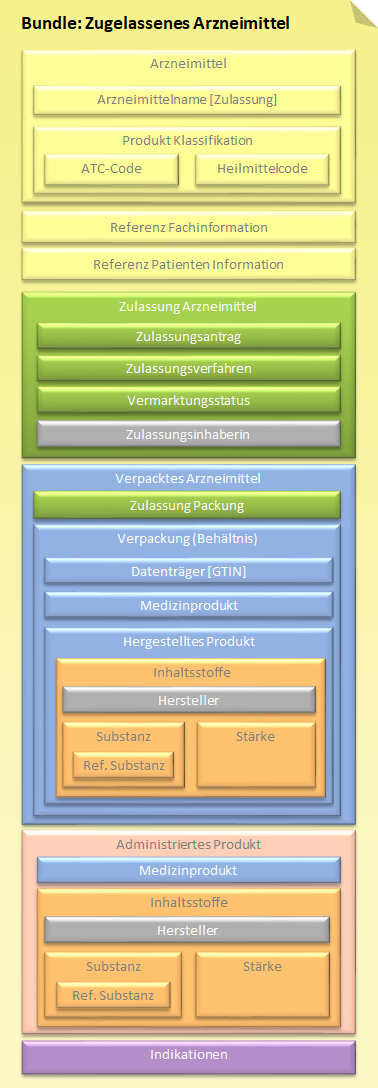 Bundle: Zugelassenes Arzneimittel
Arzneimittel
Arzneimittelname [Zulassung]
Produkt Klassifikation
ATC-Code
Heilmittelcode
Referenz Fachinformation
Referenz Patienten Information
Zulassung Arzneimittel
Zulassungsantrag
Zulassungsverfahren
Vermarktungsstatus
Zulassungsinhaberin
Verpacktes Arzneimittel
Zulassung Packung
Verpackung (Behältnis)
Datenträger [GTIN]
Medizinprodukt
Hergestelltes Produkt
Inhaltsstoffe
Hersteller
Substanz
Stärke
Ref. Substanz
Administriertes Produkt
Medizinprodukt
Inhaltsstoffe
Hersteller
Substanz
Stärke
Ref. Substanz
Indikationen